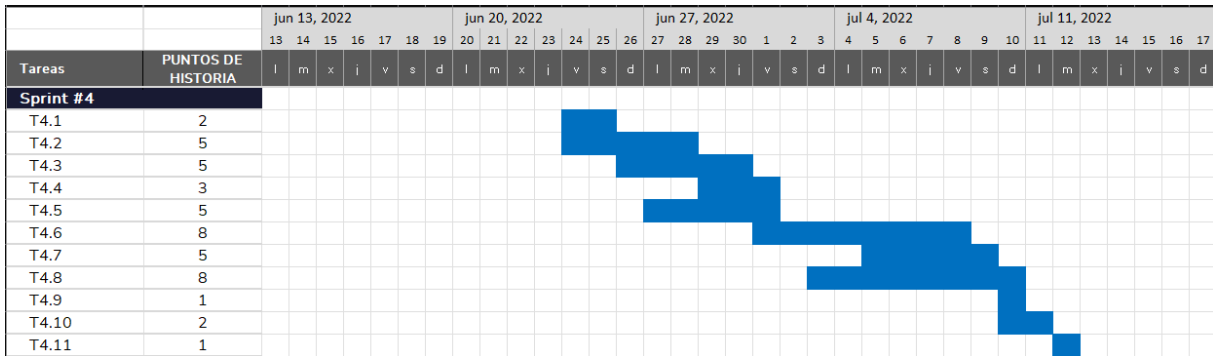 jun 13, 2022 jun 20, 2022 jun 27, 2022 jul 4, 2022 jul 11, 2022
13 14 15 16 17 18 19 20 21 22 23 24 25 26 27 28 29 30 1 2 3 4 5 6 7 8 9 10 11 12 13 14 15 16 17
Tareas PUNTOS DE HISTORIA l m x j v s d l m x j v s d l m x j v s d l m x j v s d l m x j v s d
Sprint #4
T4.1 2
T4.2 5
T4.3 5
T4.4 3
T4.5 5
T4.6 8
T4.7 5
T4.8 8
T4.9 1
T4.10 2
T4.11 1